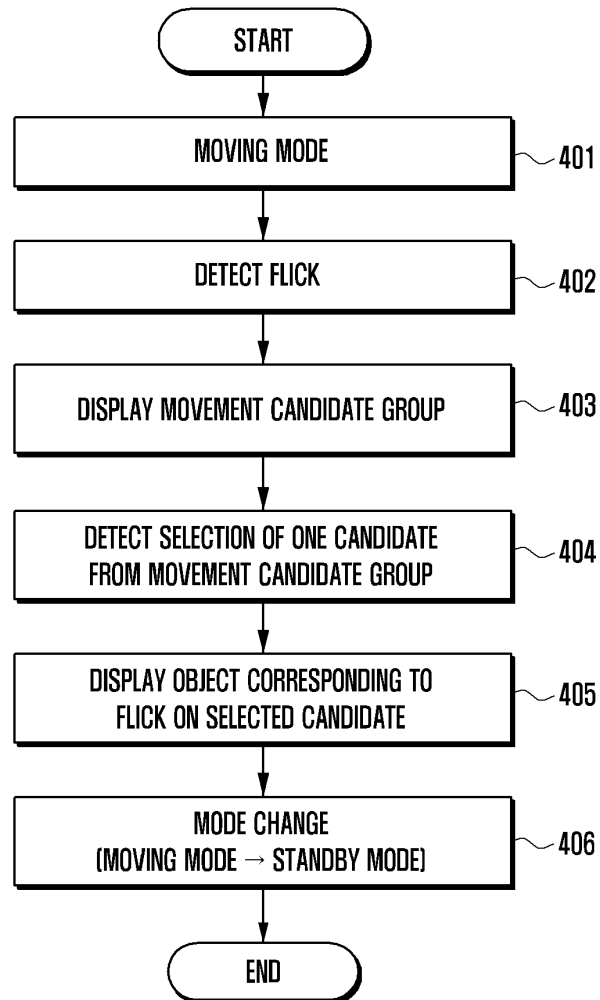 START
MOVING MODE
401
DETECT FLICK
402
DISPLAY MOVEMENT CANDIDATE GROUP
403
DETECT SELECTION OF ONE CANDIDATE
FROM MOVEMENT CANDIDATE GROUP
404
DISPLAY OBJECT CORRESPONDING TO
FLICK ON SELECTED CANDIDATE
405
MODE CHANGE
(MOVING MODE → STANDBY MODE)
406
END